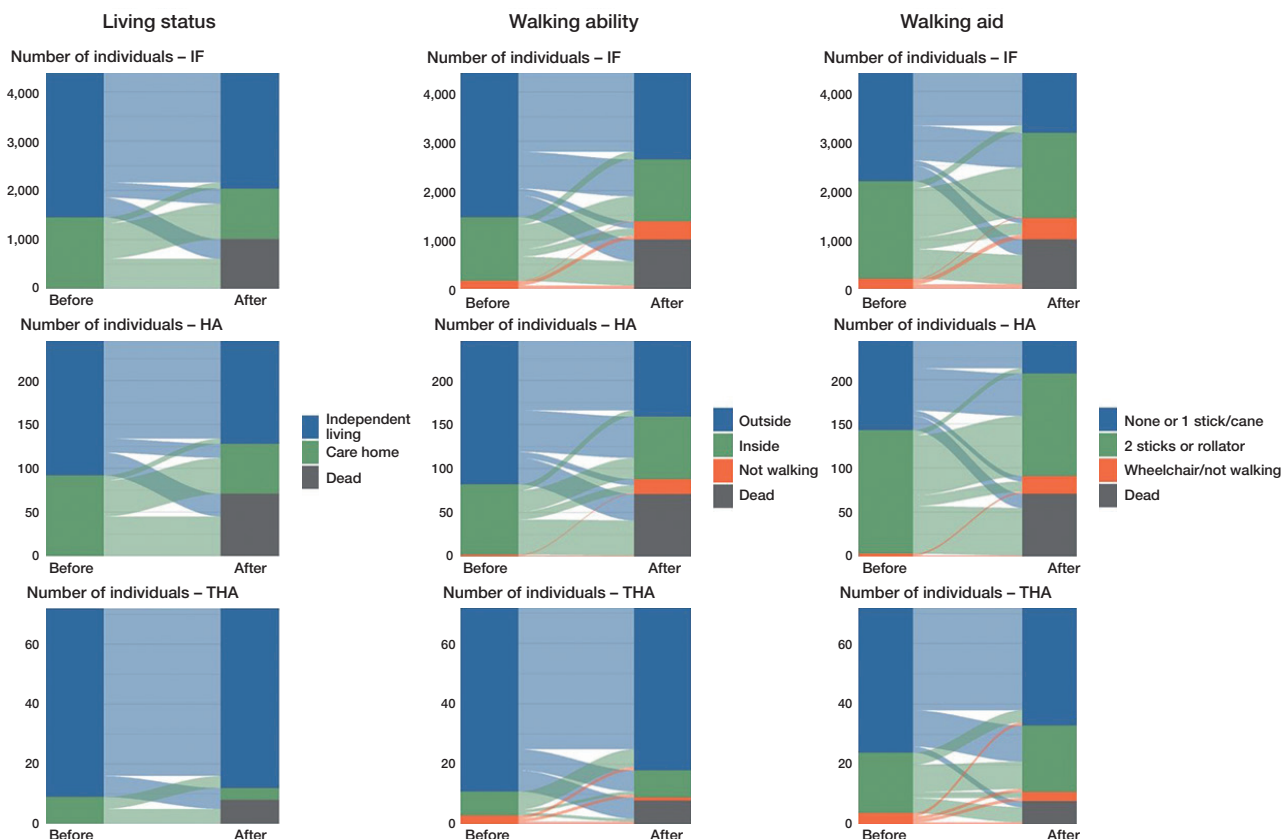 Living status
Walking ability
Walking aid
Number of individuals – IF
Number of individuals – IF
Number of individuals – IF
4,000
3,000
2,000
1,000
0
Before
After
4,000
3,000
2,000
1,000
0
Before
After
4,000
3,000
2,000
1,000
0
Before
After
Number of individuals – HA
Number of individuals – HA
Number of individuals – HA
200
150
100
50
0
Before
After
Independent
living
Care home
Dead
200
150
100
50
0
Before
After
Outside
Inside
Not walking
Dead
200
150
100
50
0
Before
After
None or 1 stick/cane
2 sticks or rollator
Wheelchair/not walking
Dead
Number of individuals – THA
Number of individuals – THA
Number of individuals – THA
60
40
20
0
Before
After
60
40
20
0
Before
After
60
40
20
0
Before
After